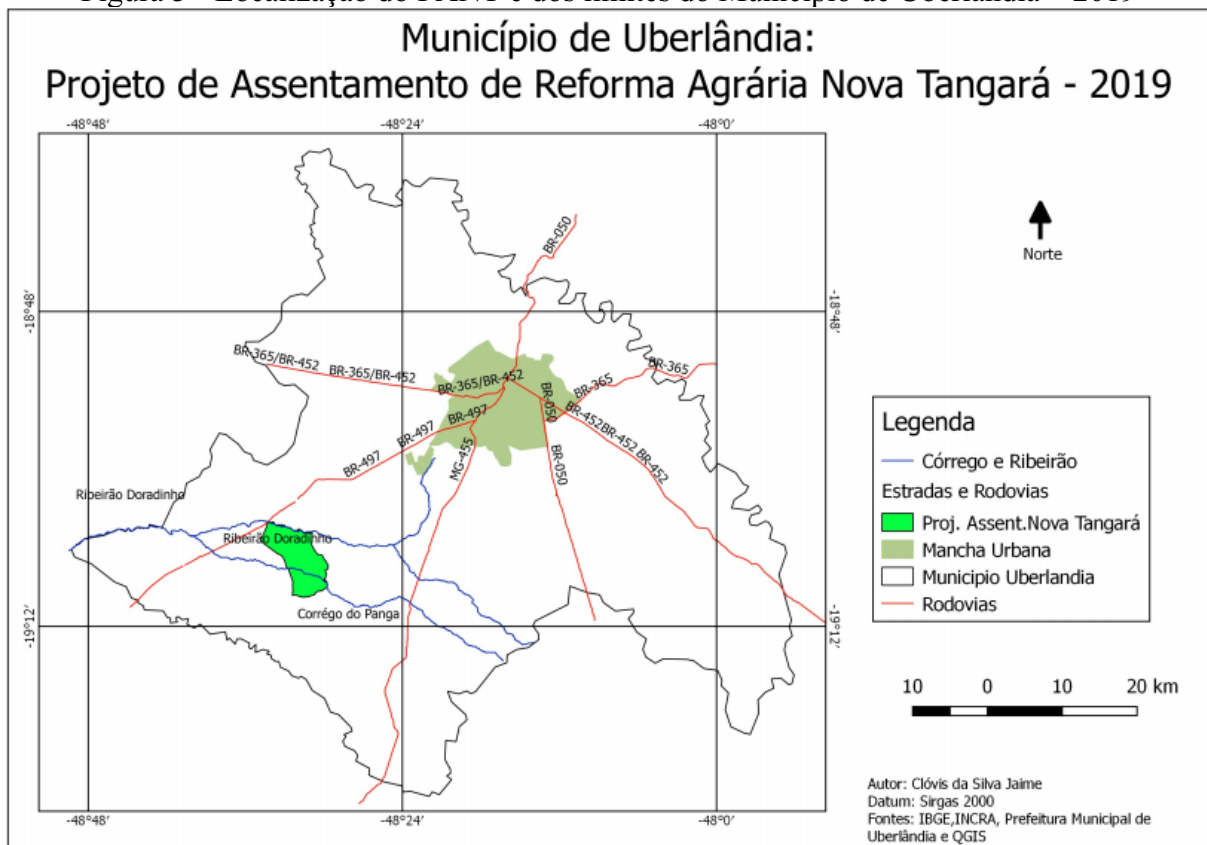 Município de Uberlândia:
Projeto de Assentamento de Reforma Agrária Nova Tangará - 2019
-48°48'
-48°24'
-48°0'
BR-050
Norte
-18°48'
-18°48'
BR-365/BR-452
BR-365/BR-452
BR-365/BR-452
BR-365
BR-365
BR-050
BR-497
BR-497
BR-497
BR-452
BR-452
BR-452
MG-455
BR-050
Ribeirão Doradinho
Ribeirão Doradinho
Corrégo do Panga
-19°12'
-19°12'
-48°48'
-48°24'
-48°0'
Legenda
Córrego e Ribeirão
Estradas e Rodovias
Proj. Assent.Nova Tangará
Mancha Urbana
Municipio Uberlandia
Rodovias
10 0 10 20 km
Autor: Clóvis da Silva Jaime
Datum: Sirgas 2000
Fontes: IBGE,INCRA, Prefeitura Municipal de
Uberlândia e QGIS